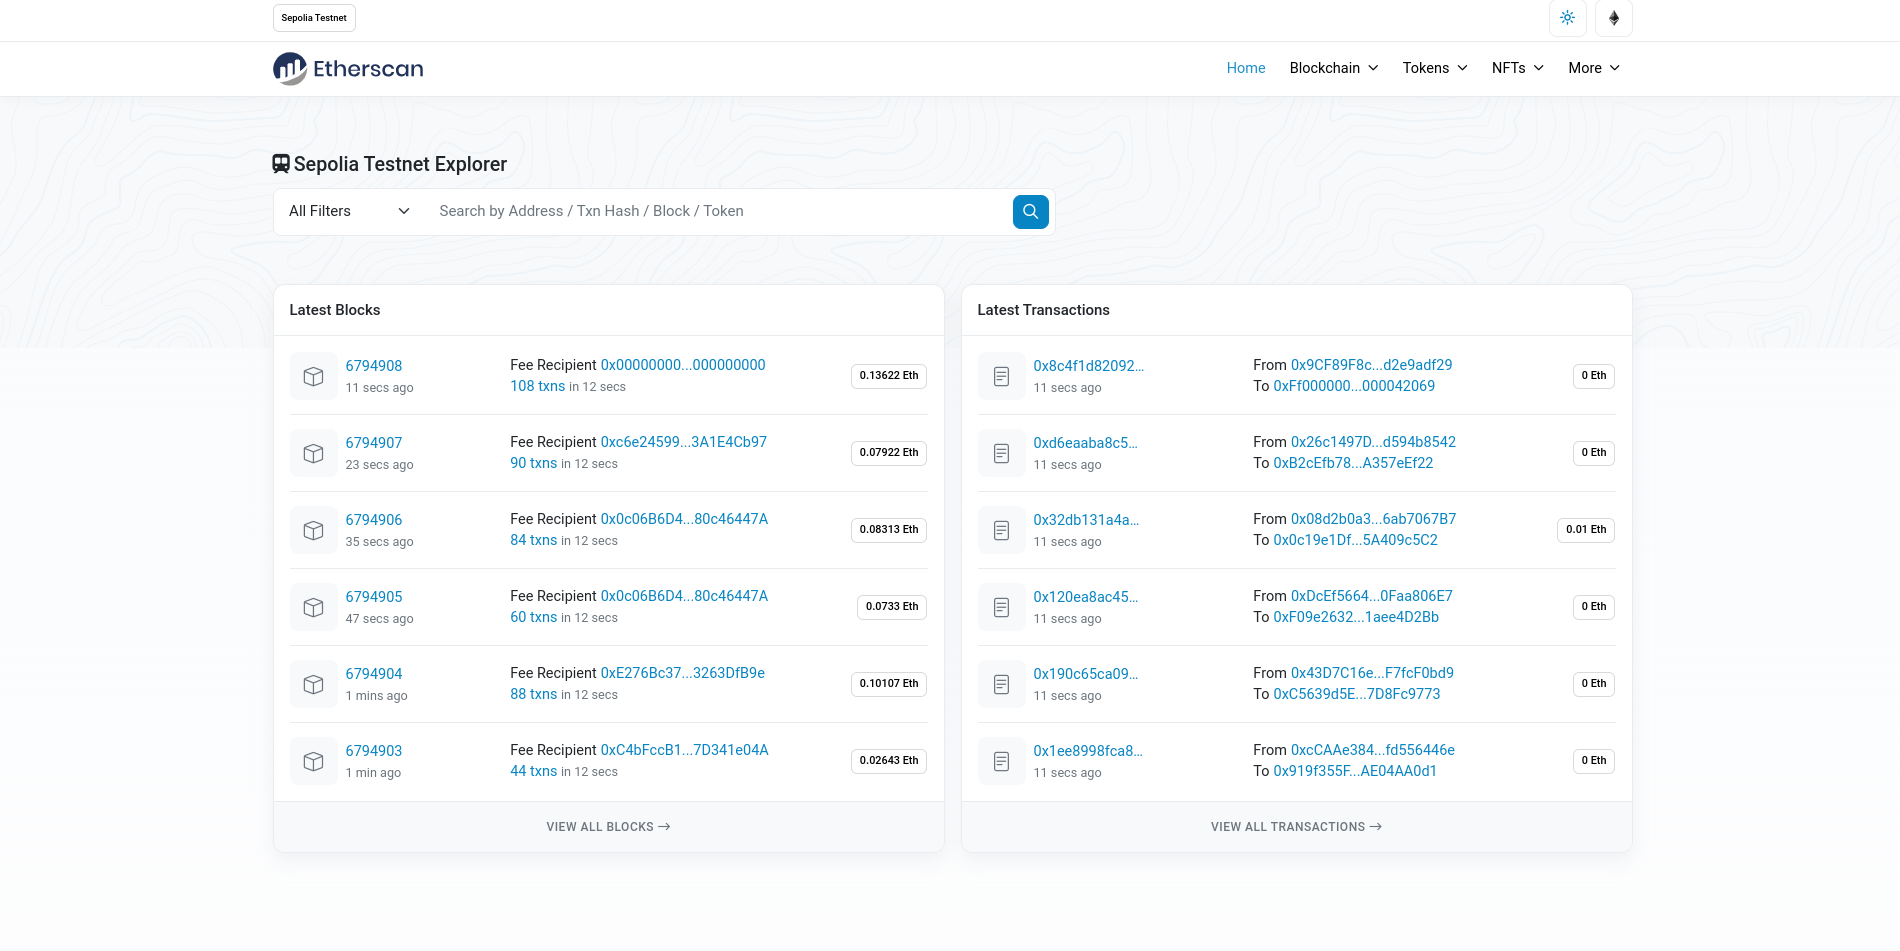 Sepolia Testnet
Etherscan
Home Blockchain Tokens NFTs More
Sepolia Testnet Explorer
All Filters Search by Address / Txn Hash / Block / Token
Latest Blocks
6794908 Fee Recipient 0x00000000...000000000 0.13622 Eth
11 secs ago 108 txns in 12 secs
6794907 Fee Recipient 0xc6e24599...3A1E4Cb97 0.07922 Eth
23 secs ago 90 txns in 12 secs
6794906 Fee Recipient 0x0c06B6D4...80c46447A 0.08313 Eth
35 secs ago 84 txns in 12 secs
6794905 Fee Recipient 0x0c06B6D4...80c46447A 0.0733 Eth
47 secs ago 60 txns in 12 secs
6794904 Fee Recipient 0xE276Bc37...3263DfB9e 0.10107 Eth
1 mins ago 88 txns in 12 secs
6794903 Fee Recipient 0xC4bFccB1...7D341e04A 0.02643 Eth
1 min ago 44 txns in 12 secs
VIEW ALL BLOCKS →
Latest Transactions
0x8c4f1d82092... From 0x9CF89F8c...d2e9adf29 0 Eth
11 secs ago To 0xFf000000...000042069
0xd6eaaba8c5... From 0x26c1497D...d594b8542 0 Eth
11 secs ago To 0xB2cEfb78...A357eEf22
0x32db131a4a... From 0x08d2b0a3...6ab7067B7 0.01 Eth
11 secs ago To 0x0c19e1Df...5A409c5C2
0x120ea8ac45... From 0xDcEf5664...0Faa806E7 0 Eth
11 secs ago To 0xF09e2632...1aee4D2Bb
0x190c65ca09... From 0x43D7C16e...F7fcF0bd9 0 Eth
11 secs ago To 0xC5639d5E...7D8Fc9773
0x1ee8998fca8... From 0xcCAAe384...fd556446e 0 Eth
11 secs ago To 0x919f355F...AE04AA0d1
VIEW ALL TRANSACTIONS →